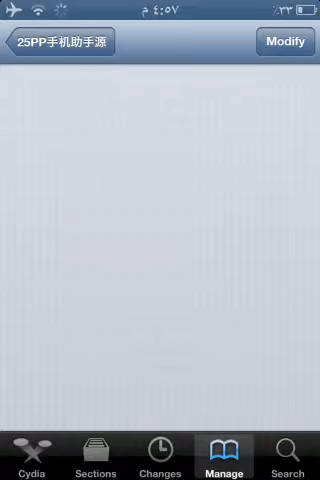 ٤:٥٧ م
٪٣٣
25PP手机助手源
Modify
Cydia
Sections
Changes
Manage
Search